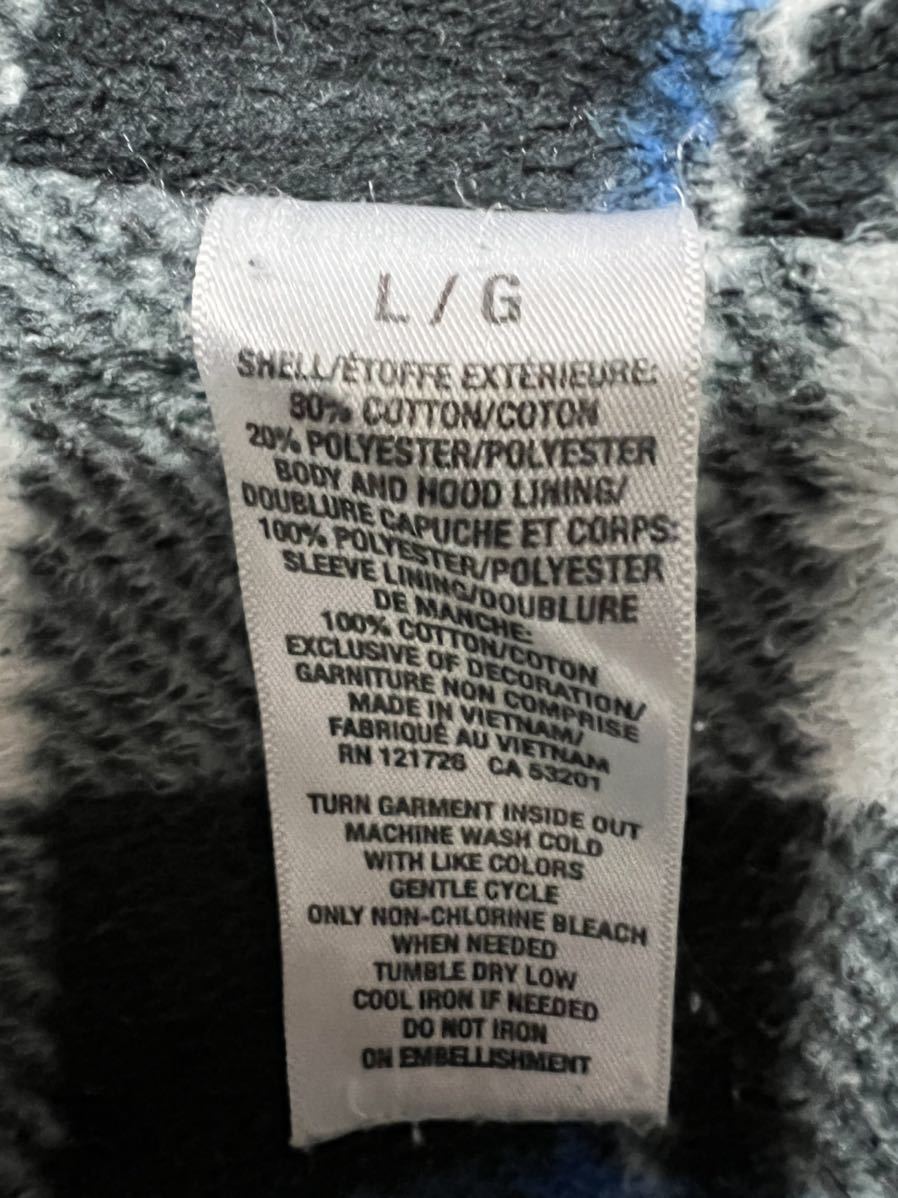 L / G
SHELL/ÉTOFFE EXTÉRIEURE:
80% COTTON/COTON
20% POLYESTER/POLYESTER
BODY AND HOOD LINING/
DOUBLURE CAPUCHE ET CORPS:
100% POLYESTER/POLYESTER
SLEEVE LINING/DOUBLURE
DE MANCHE:
100% COTTON/COTON
EXCLUSIVE OF DECORATION/
GARNITURE NON COMPRISE
MADE IN VIETNAM/
FABRIQUÉ AU VIETNAM
RN 121726 CA 53201
TURN GARMENT INSIDE OUT
MACHINE WASH COLD
WITH LIKE COLORS
GENTLE CYCLE
ONLY NON-CHLORINE BLEACH
WHEN NEEDED
TUMBLE DRY LOW
COOL IRON IF NEEDED
DO NOT IRON
ON EMBELLISHMENT